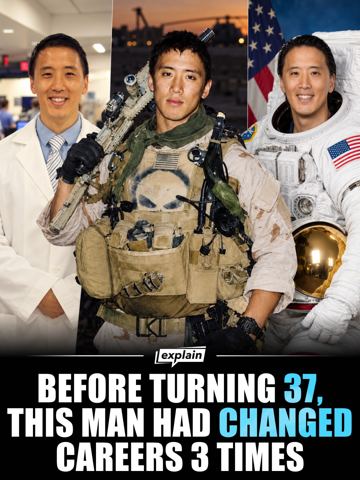 explain
BEFORE TURNING 37,
THIS MAN HAD CHANGED
CAREERS 3 TIMES